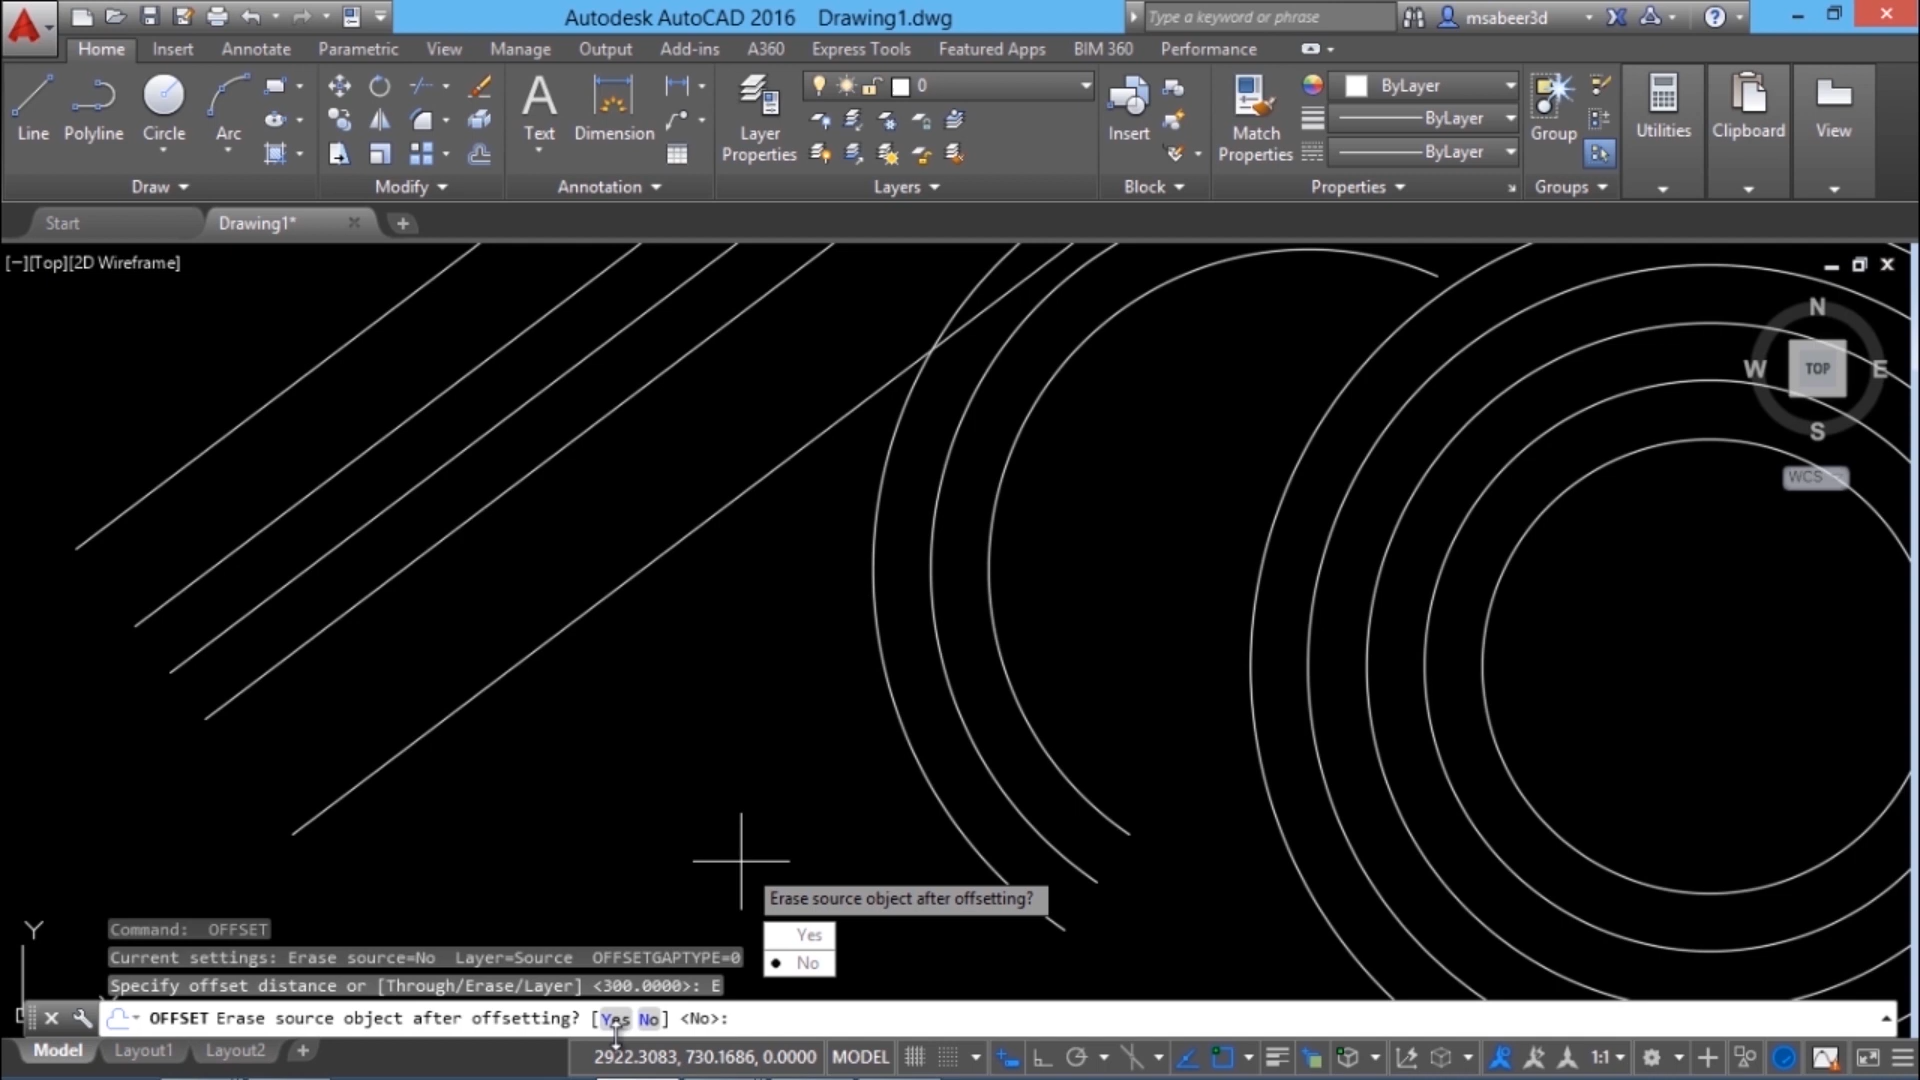 Autodesk AutoCAD 2016 Drawing1.dwg
Type a keyword or phrase
msabeer3d
Home Insert Annotate Parametric View Manage Output Add-ins A360 Express Tools Featured Apps BIM 360 Performance
Line Polyline Circle Arc
Text Dimension
Layer Properties
0
Insert
Match Properties
ByLayer
ByLayer
ByLayer
Group
Utilities
Clipboard
View
Draw Modify Annotation Layers Block Properties Groups
Start Drawing1*
[−][Top][2D Wireframe]
N
W TOP E
S
WCS
Erase source object after offsetting?
Yes
No
Y
Command: OFFSET
Current settings: Erase source=No Layer=Source OFFSETGAPTYPE=0
Specify offset distance or [Through/Erase/Layer] <300.0000>: E
OFFSET Erase source object after offsetting? [Yes No] <No>:
Model Layout1 Layout2
2922.3083, 730.1686, 0.0000 MODEL
1:1